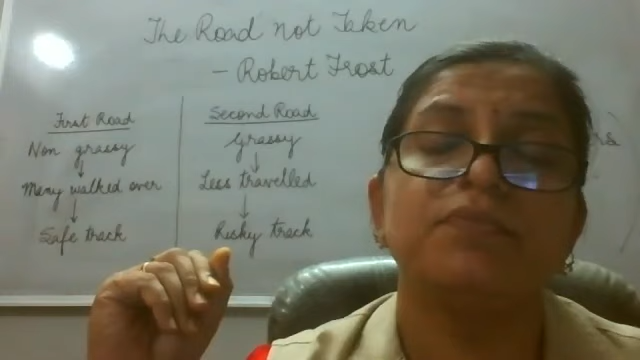 The Road not Taken
- Robert Frost
First Road
Non grassy
↓
Many walked over
↓
Safe track
Second Road
Grassy
↓
Less travelled
↓
Risky track